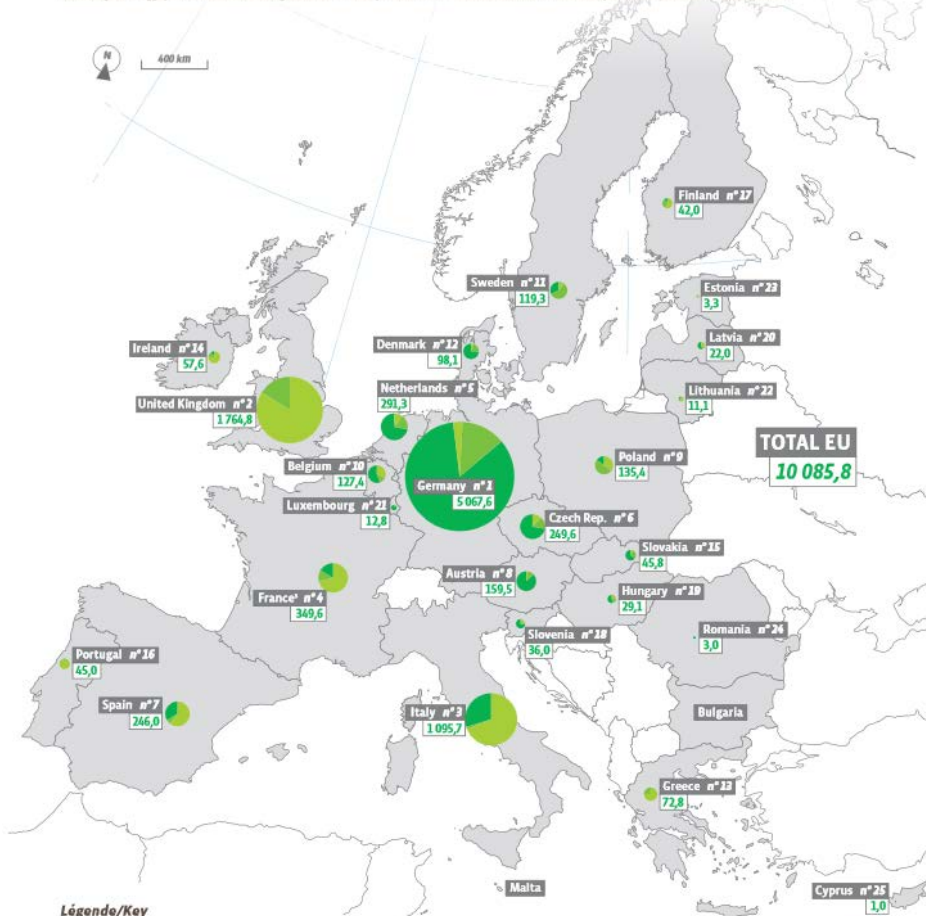 N
400 km
Finland n° 17
42,0
Sweden n° 11
119,3
Estonia n° 23
3,3
Ireland n° 14
57,6
Denmark n° 12
98,1
Latvia n° 20
22,0
Netherlands n° 5
291,3
Lithuania n° 22
11,1
United Kingdom n° 2
1 764,8
TOTAL EU
10 085,8
Belgium n° 10
127,4
Germany n° 1
5 067,6
Poland n° 9
135,4
Luxembourg n° 21
12,8
Czech Rep. n° 6
249,6
Slovakia n° 15
45,8
Austria n° 8
159,5
France¹ n° 4
349,6
Hungary n° 19
29,1
Slovenia n° 18
36,0
Romania n° 24
3,0
Portugal n° 16
45,0
Spain n° 7
246,0
Italy n° 3
1 095,7
Bulgaria
Greece n° 13
72,8
Malta
Cyprus n° 25
1,0
Légende/Key